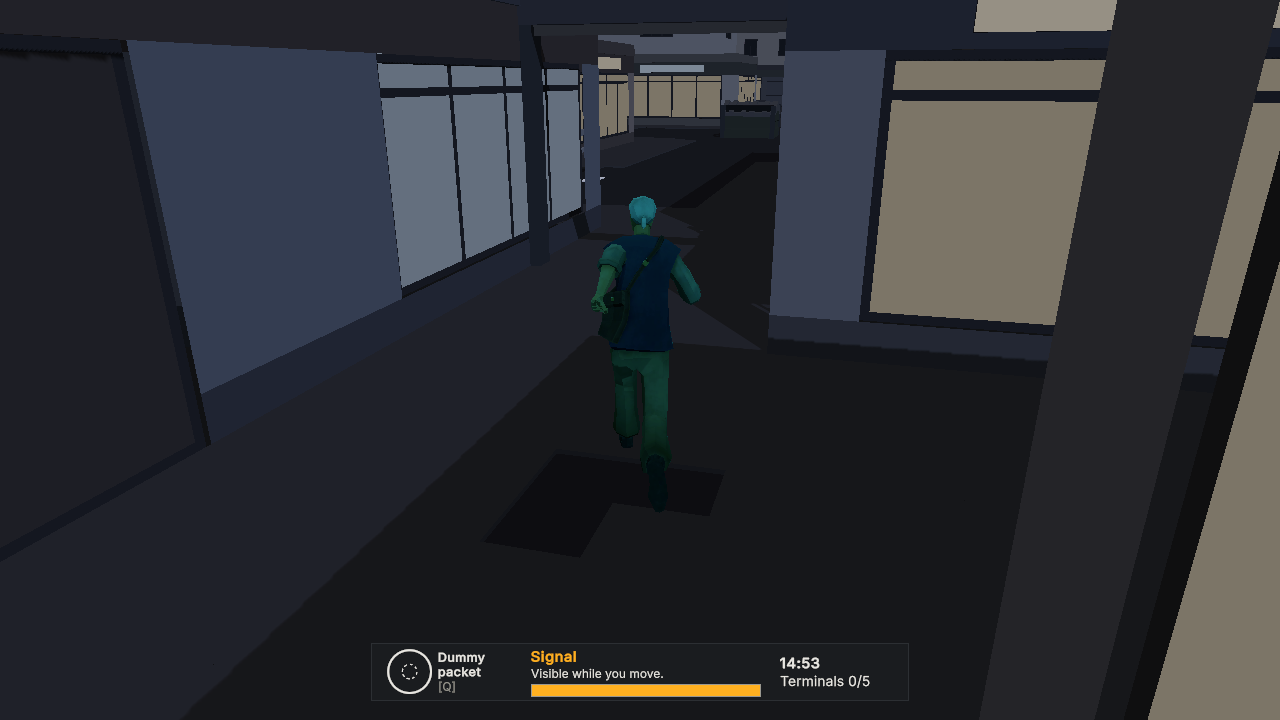 Dummy
packet
[Q]
Signal
Visible while you move.
14:53
Terminals 0/5